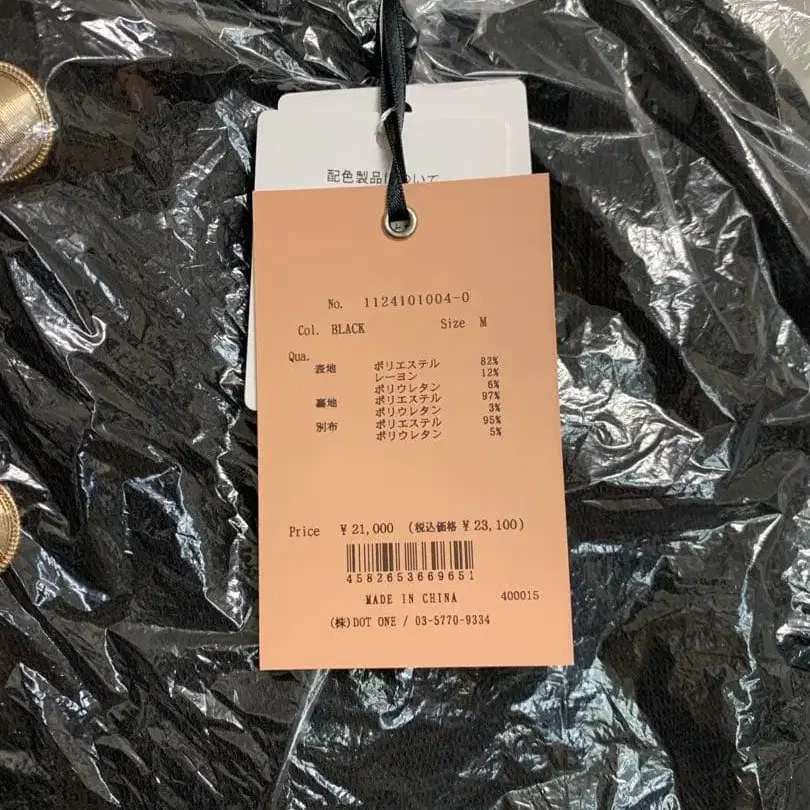 配色製品について
No. 1124101004-0
Col. BLACK Size M
Qua.
表地 ポリエステル 82%
レーヨン 12%
ポリウレタン 6%
裏地 ポリエステル 97%
ポリウレタン 3%
別布 ポリエステル 95%
ポリウレタン 5%
Price ¥21,000 (税込価格 ¥23,100)
4582653669651
MADE IN CHINA 400015
(株)DOT ONE / 03-5770-9334